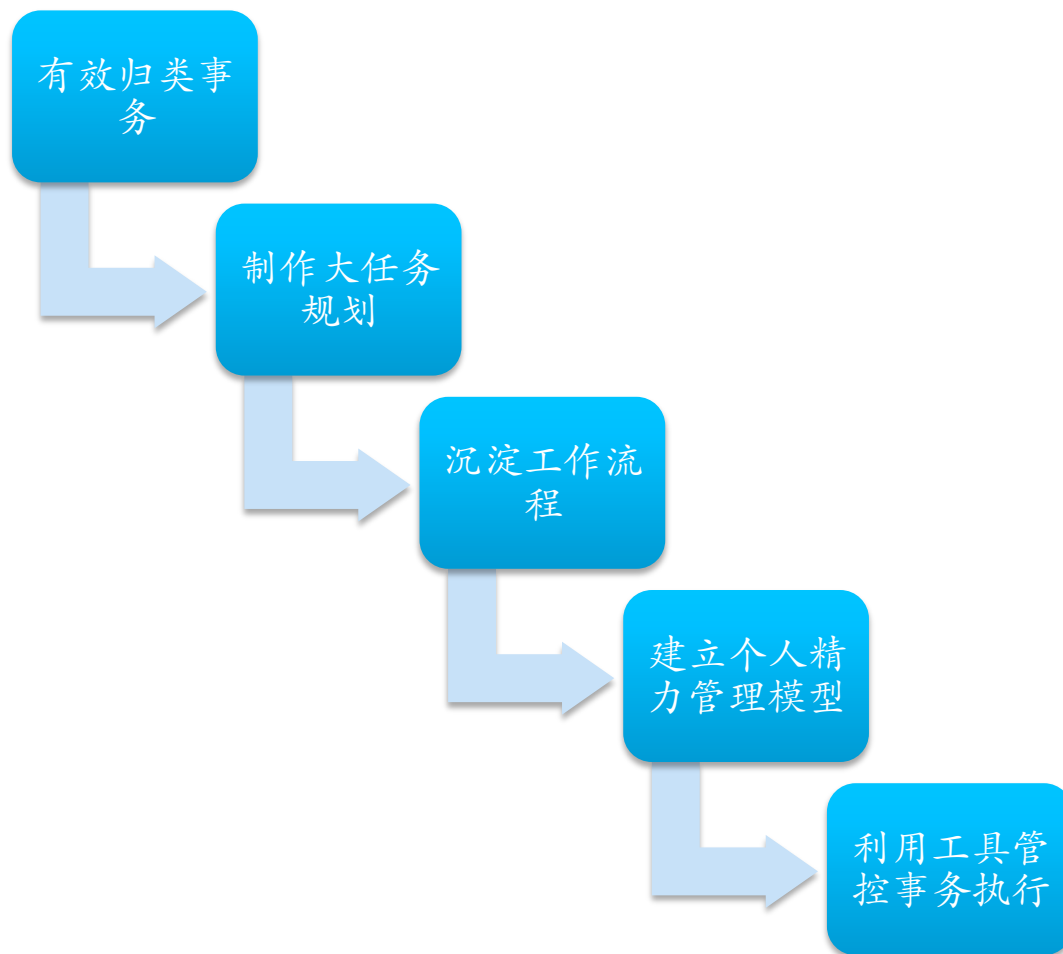 有效归类事
务
制作大任务
规划
沉淀工作流
程
建立个人精
力管理模型
利用工具管
控事务执行